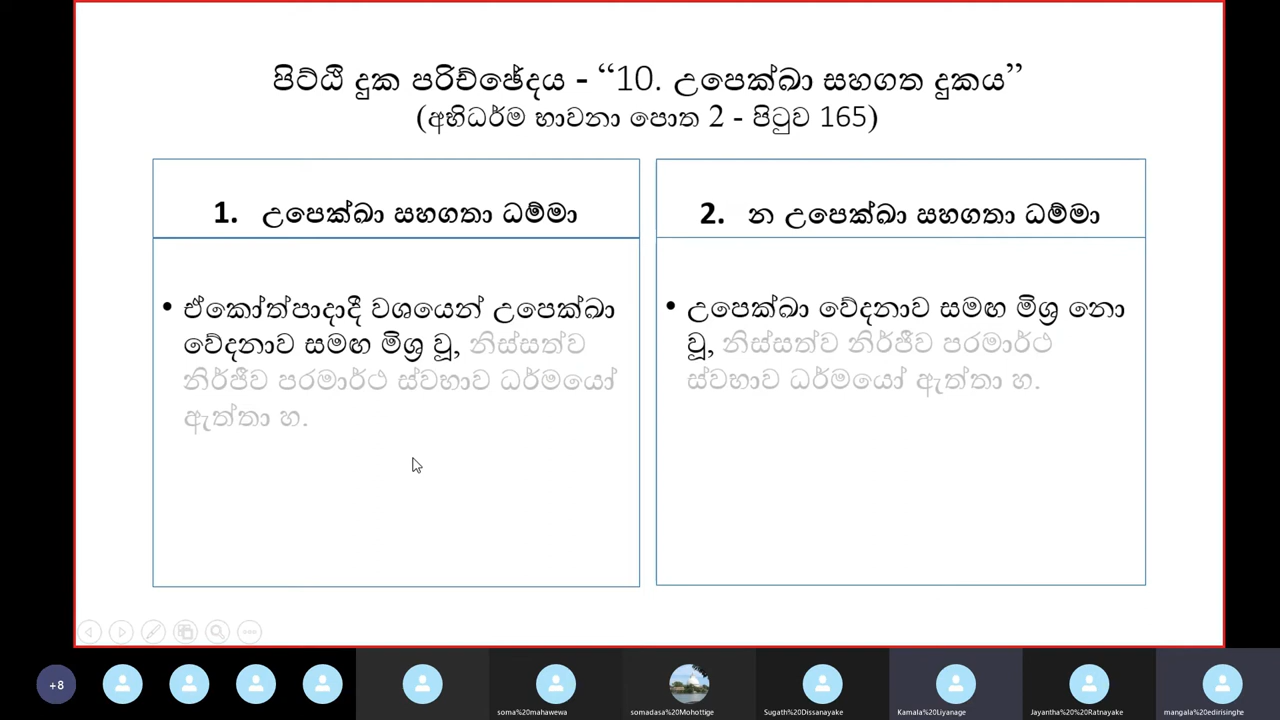 පිට්ඨි දුක පරිච්ඡේදය - “10. උපෙක්ඛා සහගත දුකය”
(අභිධර්ම භාවනා පොත 2 - පිටුව 165)
1. උපෙක්ඛා සහගතා ධම්මා
• ඒකෝත්පාදාදී වශයෙන් උපෙක්ඛා
වේදනාව සමඟ මිශ්‍ර වූ, නිස්සත්ව
නිර්ජීව පරමාර්ථ ස්වභාව ධර්මයෝ
ඇත්තා හ.
2. න උපෙක්ඛා සහගතා ධම්මා
• උපෙක්ඛා වේදනාව සමඟ මිශ්‍ර නො
වූ, නිස්සත්ව නිර්ජීව පරමාර්ථ
ස්වභාව ධර්මයෝ ඇත්තා හ.
+8
soma%20mahawewa
somadasa%20Mohottige
Sugath%20Dissanayake
Kamala%20Liyanage
Jayantha%20%20Ratnayake
mangala%20edirisinghe